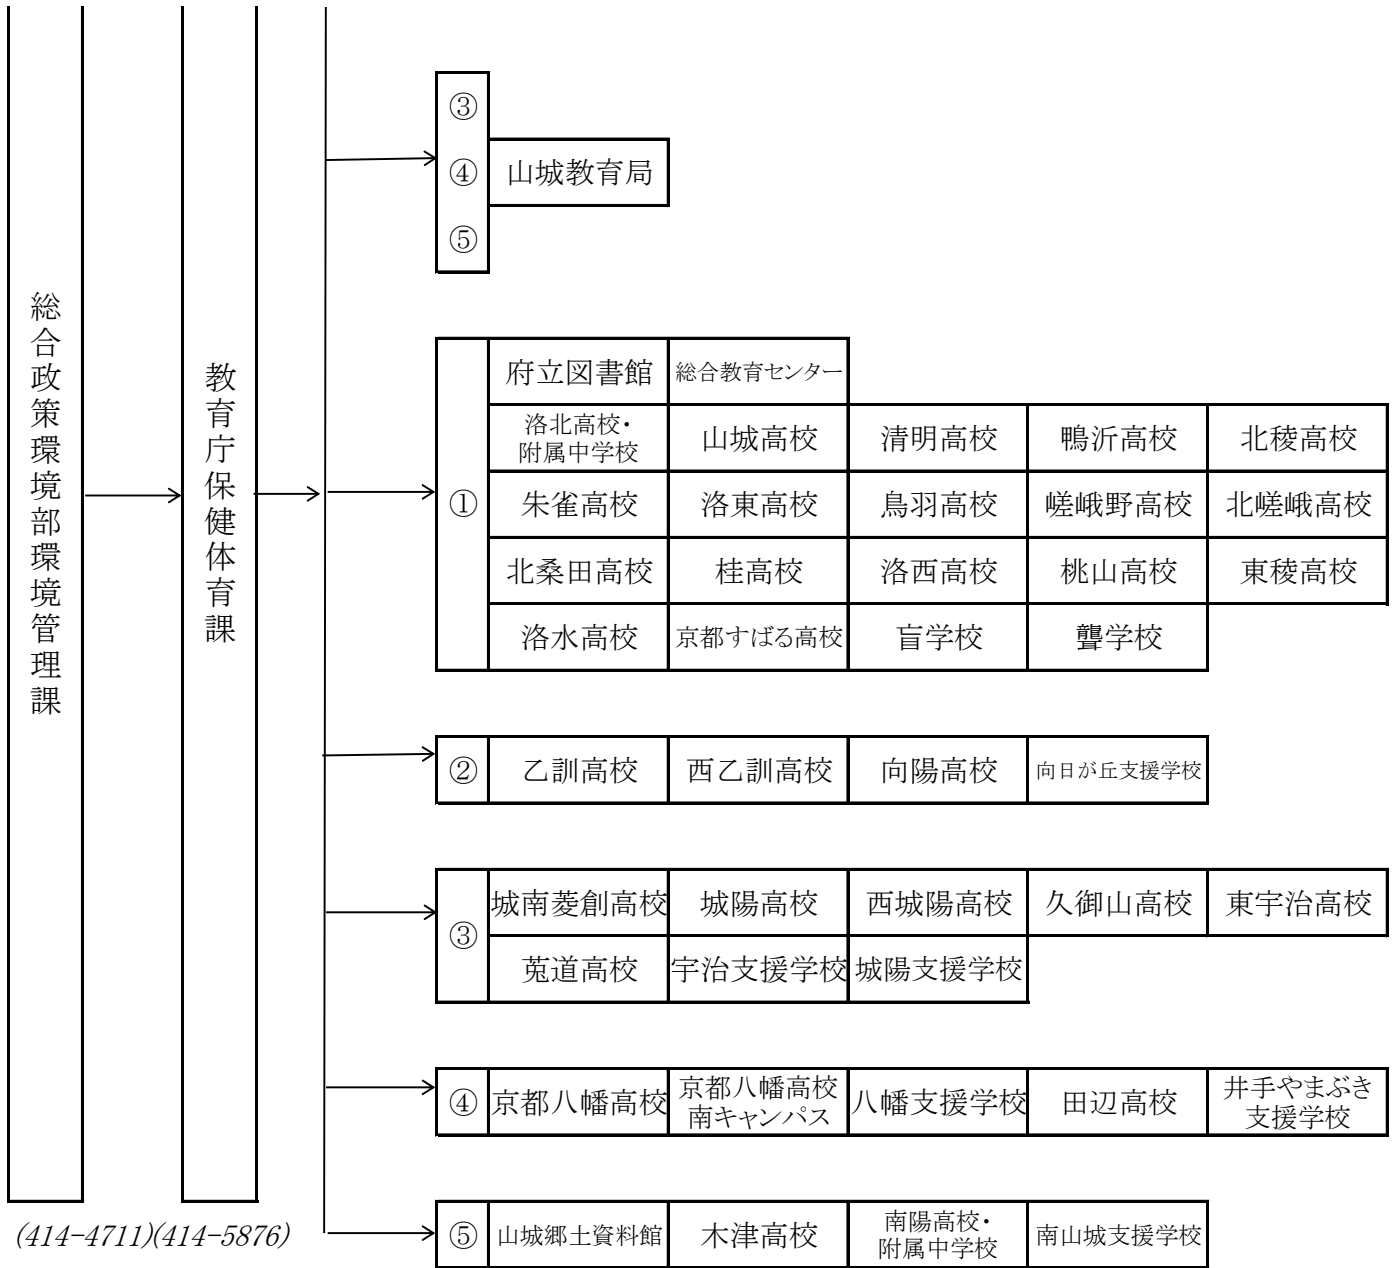 総合政策環境部環境管理課
教育庁保健体育課
③
④ 山城教育局
⑤
①
府立図書館 総合教育センター
洛北高校・
附属中学校
山城高校 清明高校 鴨沂高校 北稜高校
朱雀高校 洛東高校 鳥羽高校 嵯峨野高校 北嵯峨高校
北桑田高校 桂高校 洛西高校 桃山高校 東稜高校
洛水高校 京都すばる高校 盲学校 聾学校
② 乙訓高校 西乙訓高校 向陽高校 向日が丘支援学校
③
城南菱創高校 城陽高校 西城陽高校 久御山高校 東宇治高校
莵道高校 宇治支援学校 城陽支援学校
④ 京都八幡高校
京都八幡高校
南キャンパス
八幡支援学校 田辺高校
井手やまぶき
支援学校
⑤ 山城郷土資料館 木津高校
南陽高校・
附属中学校
南山城支援学校
(414-4711)(414-5876)